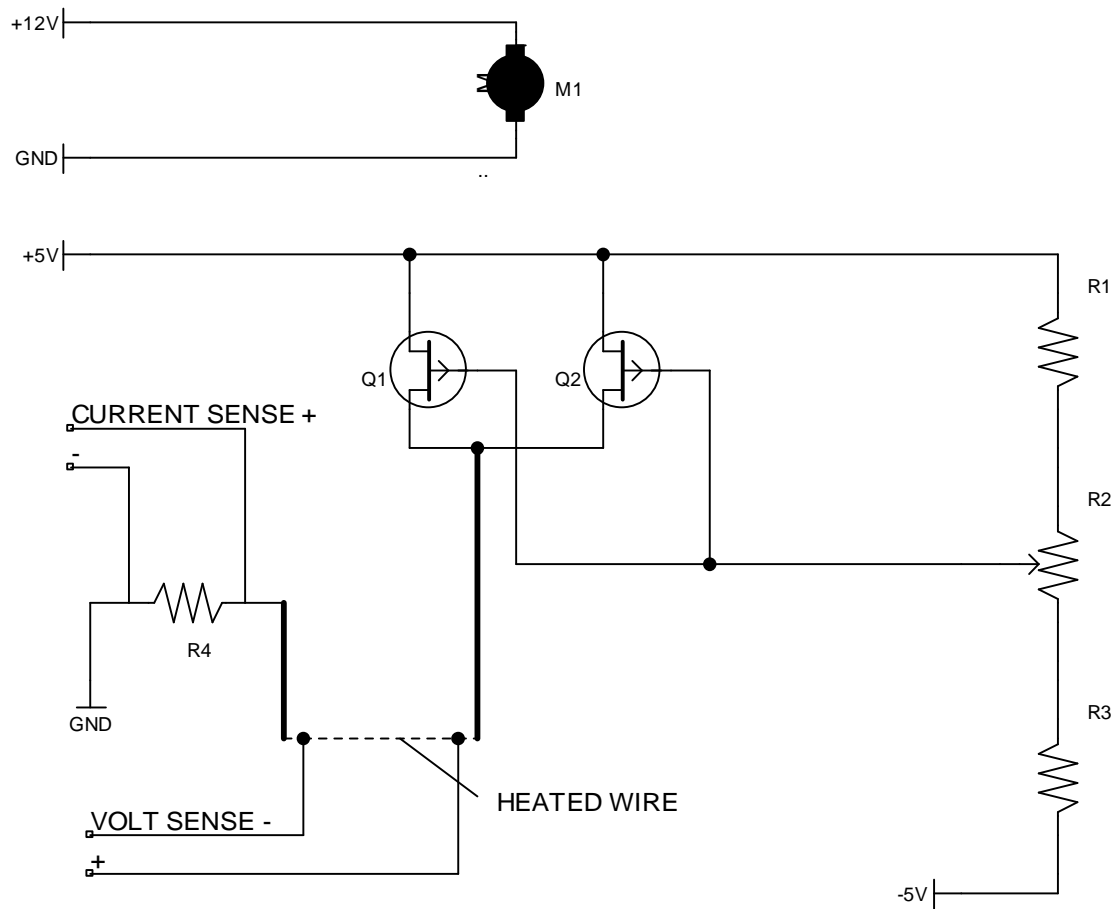 +12V
M1
GND
+5V
R1
Q1
Q2
CURRENT SENSE +
-
R2
R4
GND
R3
HEATED WIRE
VOLT SENSE -
+
-5V